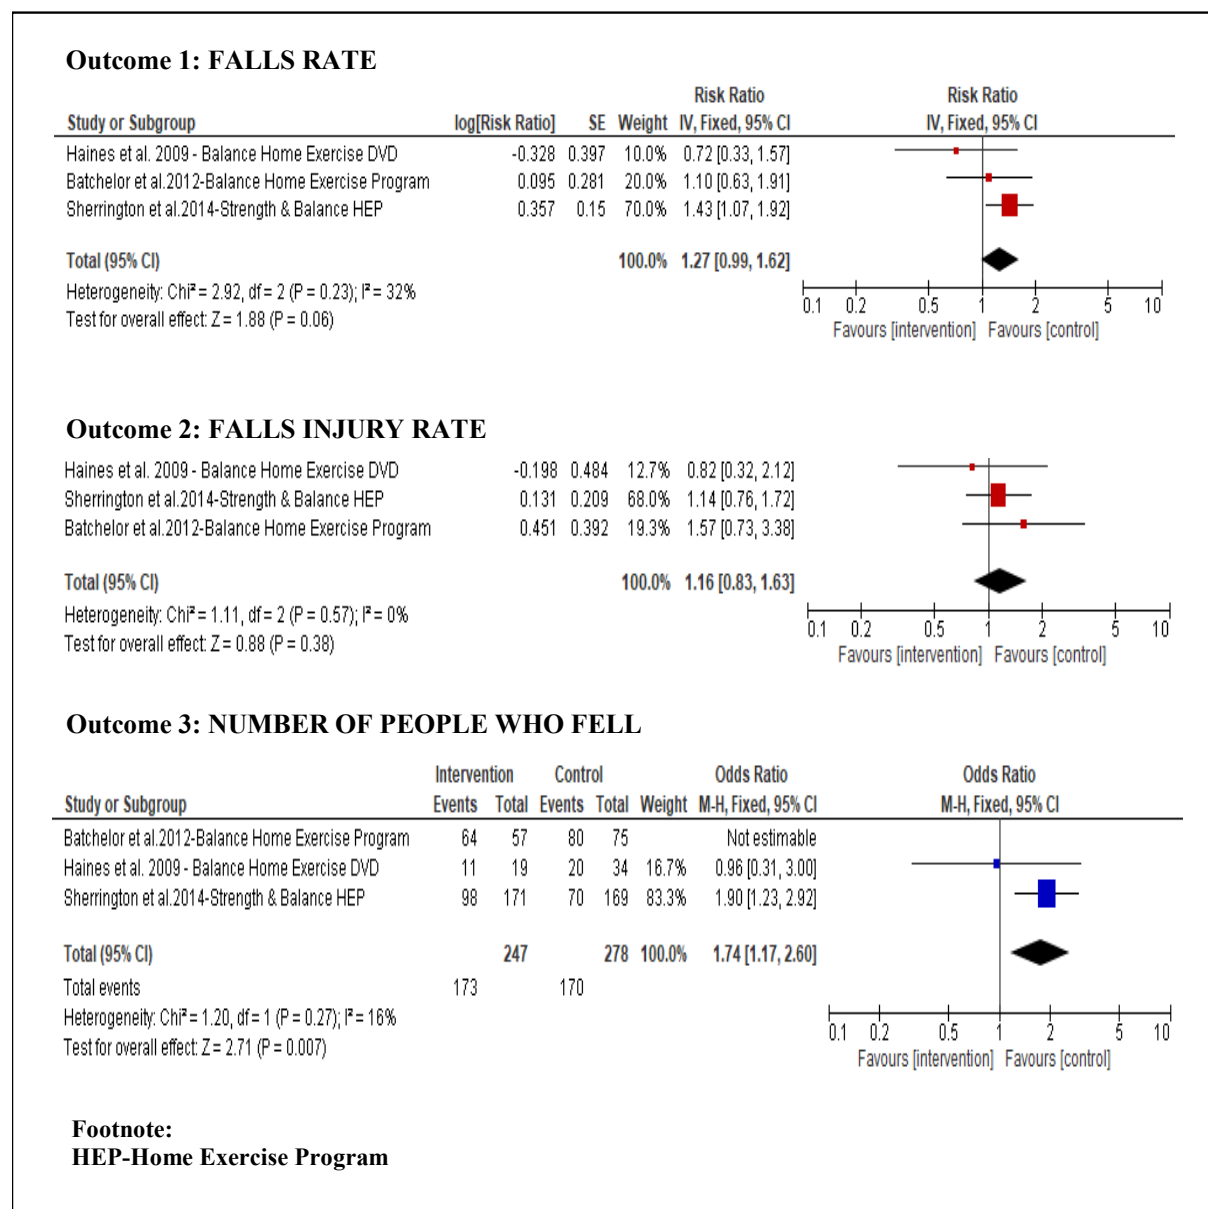 Outcome 1: FALLS RATE
Risk Ratio Risk Ratio
Study or Subgroup log[Risk Ratio] SE Weight IV, Fixed, 95% CI IV, Fixed, 95% CI
Haines et al. 2009 - Balance Home Exercise DVD -0.328 0.397 10.0% 0.72 [0.33, 1.57]
Batchelor et al.2012-Balance Home Exercise Program 0.095 0.281 20.0% 1.10 [0.63, 1.91]
Sherrington et al.2014-Strength & Balance HEP 0.357 0.15 70.0% 1.43 [1.07, 1.92]
Total (95% CI) 100.0% 1.27 [0.99, 1.62]
Heterogeneity: Chi² = 2.92, df = 2 (P = 0.23); I² = 32%
Test for overall effect: Z = 1.88 (P = 0.06)
0.1 0.2 0.5 1 2 5 10
Favours [intervention] Favours [control]
Outcome 2: FALLS INJURY RATE
Haines et al. 2009 - Balance Home Exercise DVD -0.198 0.484 12.7% 0.82 [0.32, 2.12]
Sherrington et al.2014-Strength & Balance HEP 0.131 0.209 68.0% 1.14 [0.76, 1.72]
Batchelor et al.2012-Balance Home Exercise Program 0.451 0.392 19.3% 1.57 [0.73, 3.38]
Total (95% CI) 100.0% 1.16 [0.83, 1.63]
Heterogeneity: Chi² = 1.11, df = 2 (P = 0.57); I² = 0%
Test for overall effect: Z = 0.88 (P = 0.38)
0.1 0.2 0.5 1 2 5 10
Favours [intervention] Favours [control]
Outcome 3: NUMBER OF PEOPLE WHO FELL
Intervention Control Odds Ratio Odds Ratio
Study or Subgroup Events Total Events Total Weight M-H, Fixed, 95% CI M-H, Fixed, 95% CI
Batchelor et al.2012-Balance Home Exercise Program 64 57 80 75 Not estimable
Haines et al. 2009 - Balance Home Exercise DVD 11 19 20 34 16.7% 0.96 [0.31, 3.00]
Sherrington et al.2014-Strength & Balance HEP 98 171 70 169 83.3% 1.90 [1.23, 2.92]
Total (95% CI) 247 278 100.0% 1.74 [1.17, 2.60]
Total events 173 170
Heterogeneity: Chi² = 1.20, df = 1 (P = 0.27); I² = 16%
Test for overall effect: Z = 2.71 (P = 0.007)
0.1 0.2 0.5 1 2 5 10
Favours [intervention] Favours [control]
Footnote:
HEP-Home Exercise Program